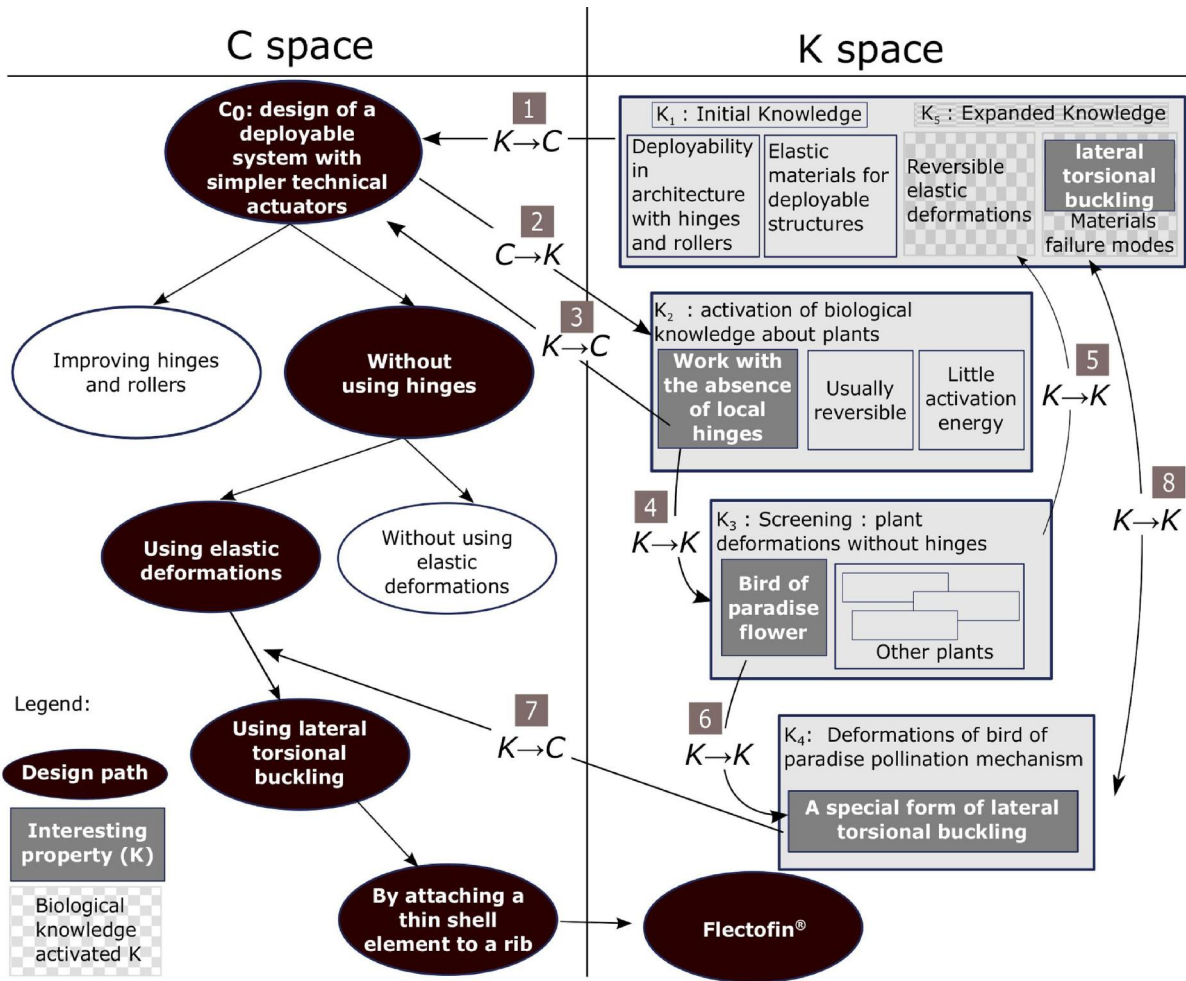 C space
K space
C0: design of a
deployable
system with
simpler technical
actuators
1
K→C
K1 : Initial Knowledge
K5 : Expanded Knowledge
Deployability
in
architecture
with hinges
and rollers
Elastic
materials for
deployable
structures
Reversible
elastic
deformations
lateral
torsional
buckling
Materials
failure modes
2
C→K
3
K→C
Improving hinges
and rollers
Without
using hinges
K2 : activation of biological
knowledge about plants
Work with
the absence
of local
hinges
Usually
reversible
Little
activation
energy
5
K→K
8
K→K
4
K→K
Using elastic
deformations
Without using
elastic
deformations
K3 : Screening : plant
deformations without hinges
Bird of
paradise
flower
Other plants
6
K→K
7
K→C
Using lateral
torsional
buckling
K4: Deformations of bird of
paradise pollination mechanism
A special form of lateral
torsional buckling
By attaching a
thin shell
element to a rib
Flectofin®
Legend:
Design path
Interesting
property (K)
Biological
knowledge
activated K